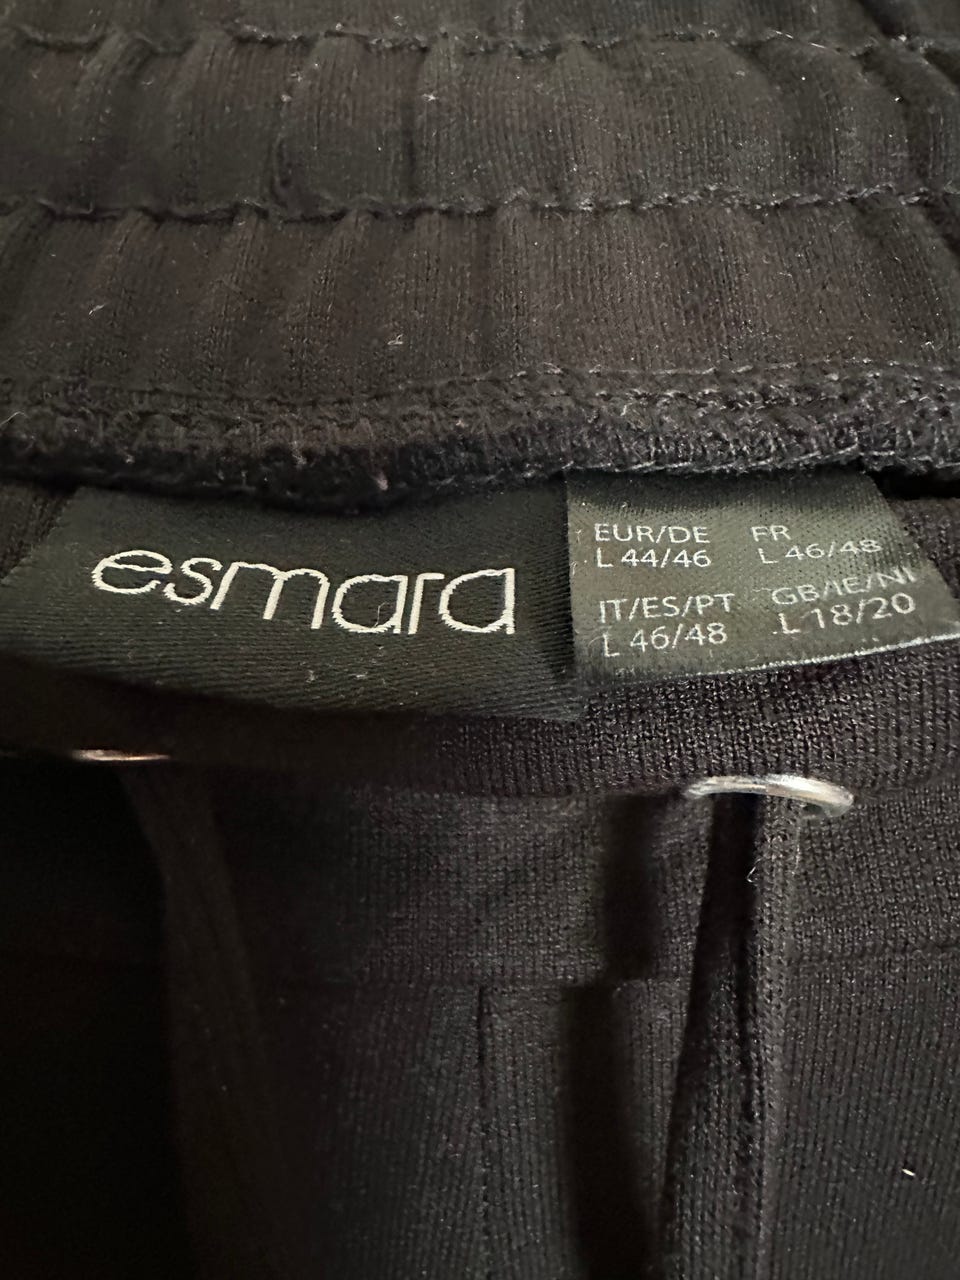 esmara
EUR/DE
L 44/46
FR
L 46/48
IT/ES/PT
L 46/48
GB/IE/NI
L 18/20